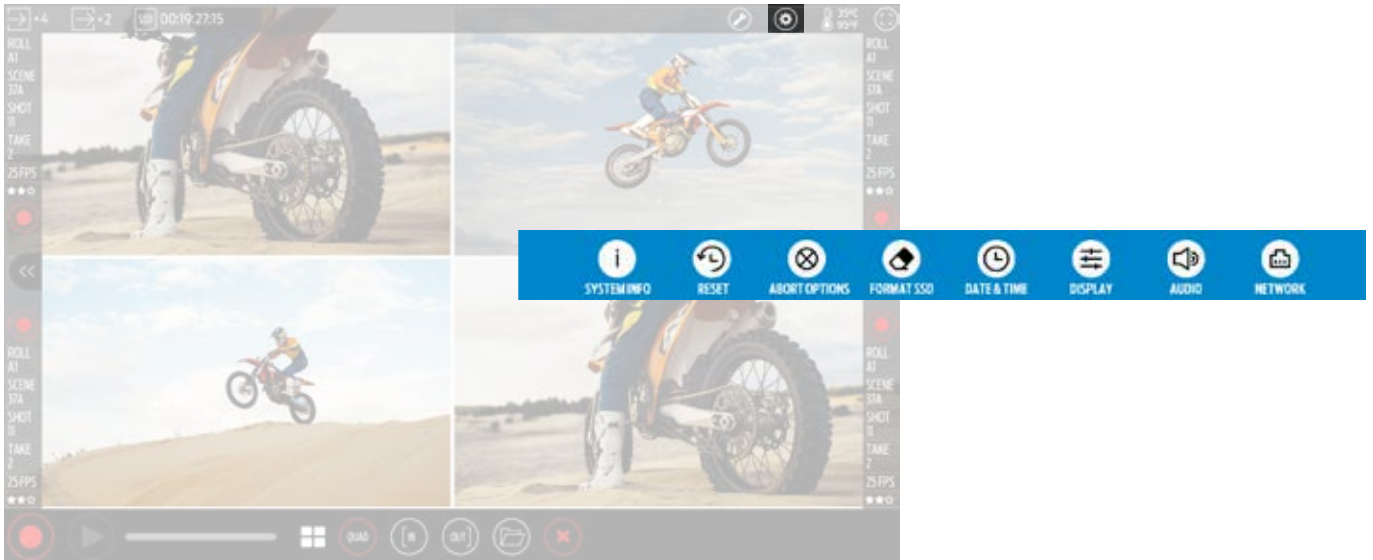 ×4
×2
SSD 00:19:27:15
35°C
95°F
ROLL
A1
SCENE
37A
SHOT
11
TAKE
2
25 FPS
ROLL
A1
SCENE
37A
SHOT
11
TAKE
2
25 FPS
SYSTEM INFO
RESET
ABORT OPTIONS
FORMAT SSD
DATE & TIME
DISPLAY
AUDIO
NETWORK
ROLL
A1
SCENE
37A
SHOT
11
TAKE
2
25 FPS
ROLL
A1
SCENE
37A
SHOT
11
TAKE
2
25 FPS
QUAD
IN
OUT